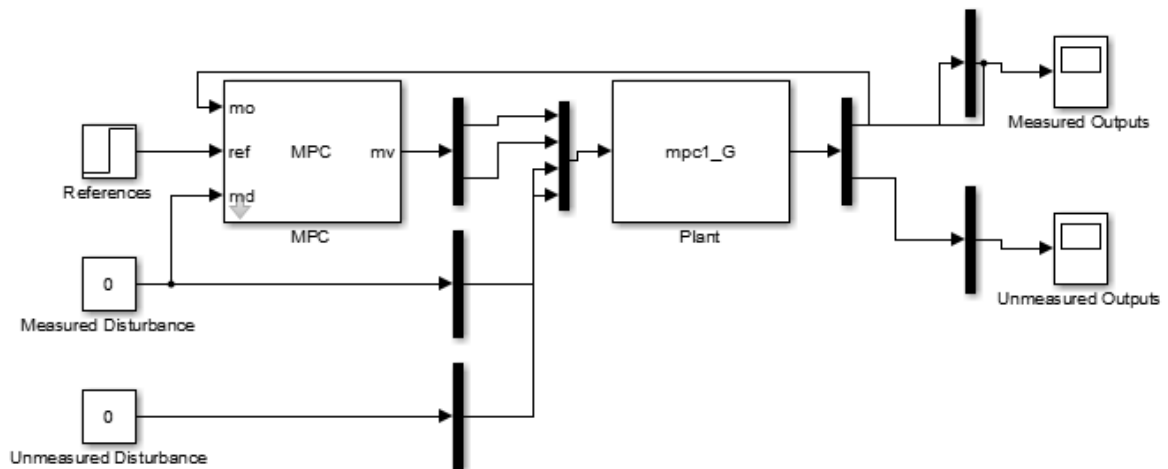 mo
ref
md
MPC
mv
MPC
References
0
Measured Disturbance
0
Unmeasured Disturbance
mpc1_G
Plant
Measured Outputs
Unmeasured Outputs